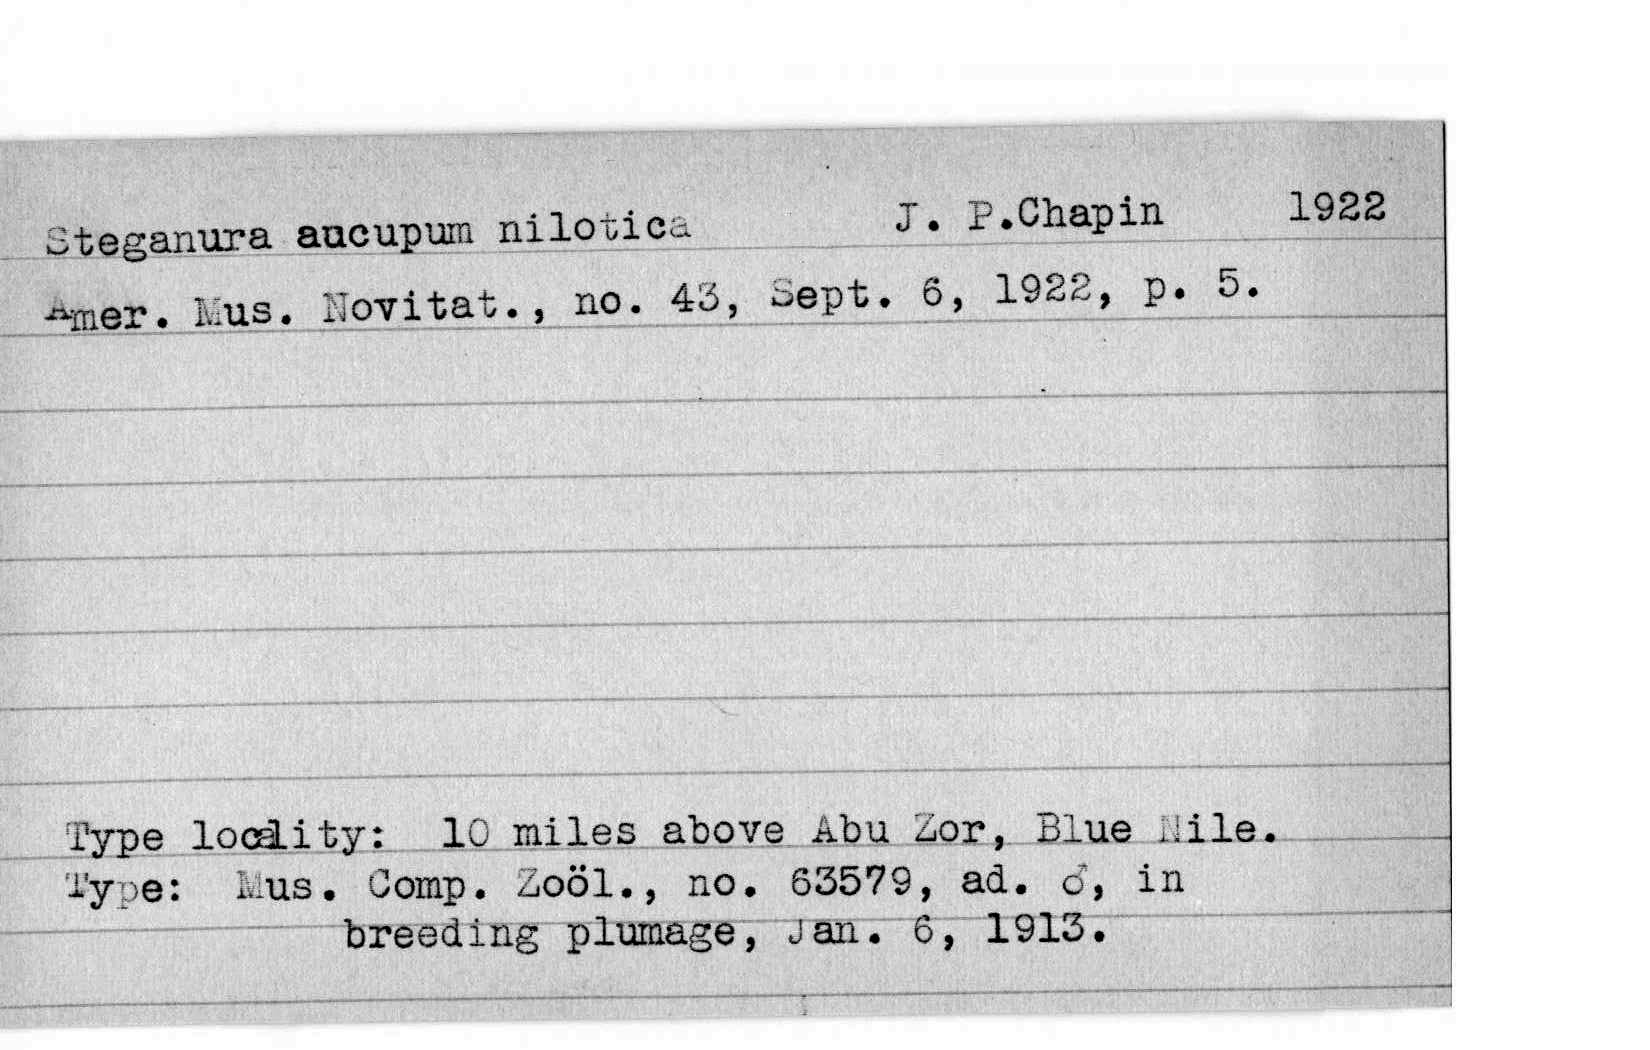 Steganura aucupum nilotica J. P.Chapin 1922
Amer. Mus. Novitat., no. 43, Sept. 6, 1922, p. 5.
Type locality: 10 miles above Abu Zor, Blue Nile.
Type: Mus. Comp. Zoöl., no. 63579, ad. ♂, in
breeding plumage, Jan. 6, 1913.